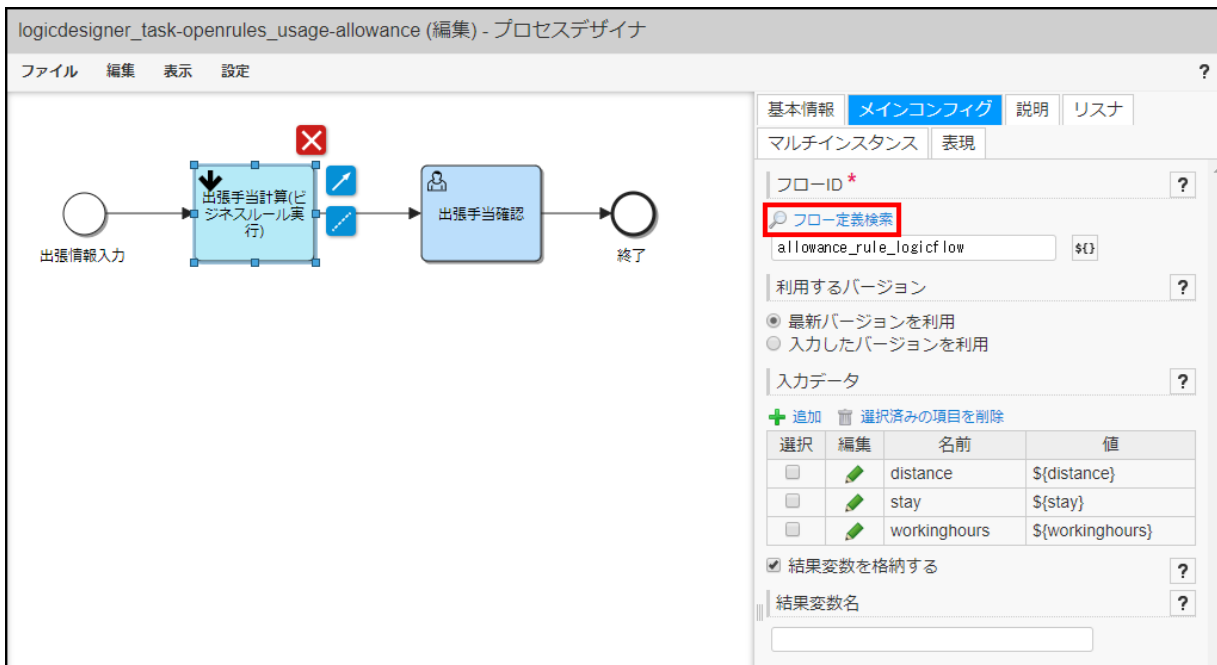 logicdesigner_task-openrules_usage-allowance (編集) - プロセスデザイナ
ファイル 編集 表示 設定 ?
出張情報入力
出張手当計算(ビ
ジネスルール実
行)
出張手当確認
終了
基本情報 メインコンフィグ 説明 リスナ
マルチインスタンス 表現
フローID * ?
フロー定義検索
allowance_rule_logicflow ${}
利用するバージョン ?
最新バージョンを利用
入力したバージョンを利用
入力データ ?
追加 選択済みの項目を削除
選択 編集 名前 値
distance ${distance}
stay ${stay}
workinghours ${workinghours}
結果変数を格納する ?
結果変数名 ?